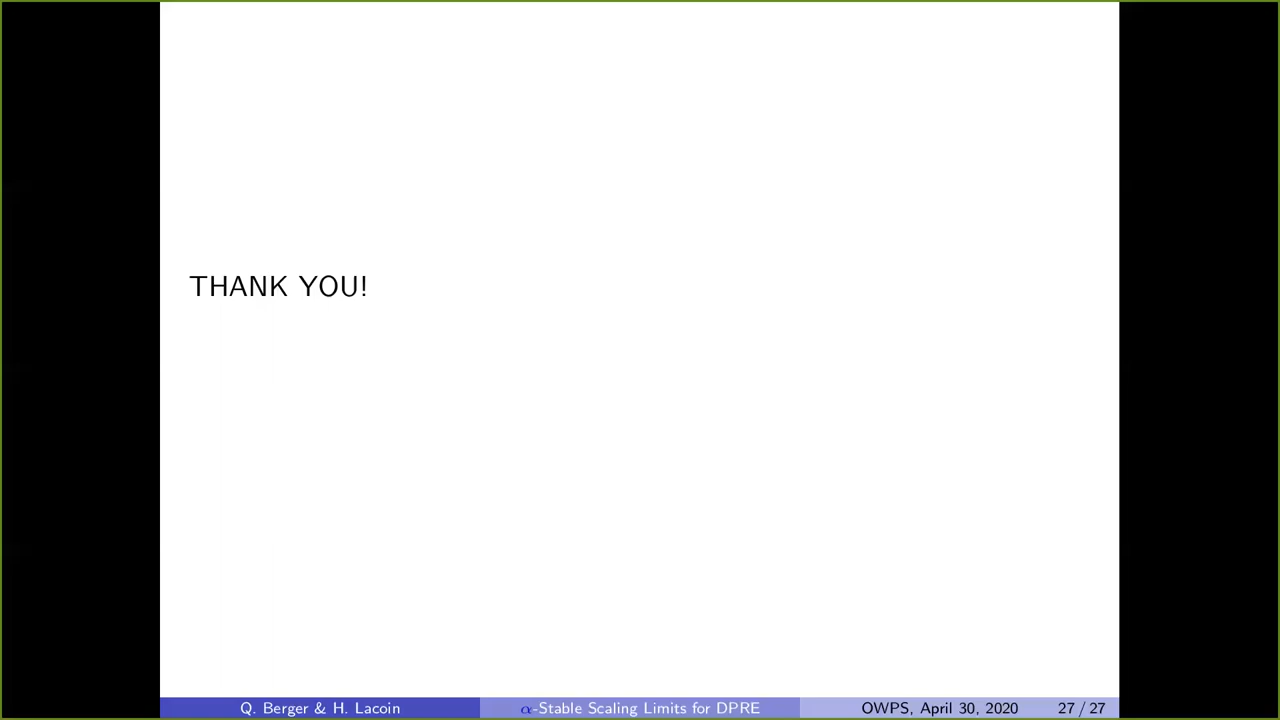 THANK YOU!
Q. Berger & H. Lacoin α-Stable Scaling Limits for DPRE OWPS, April 30, 2020 27 / 27